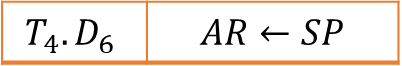 T₄.D₆ AR ← SP